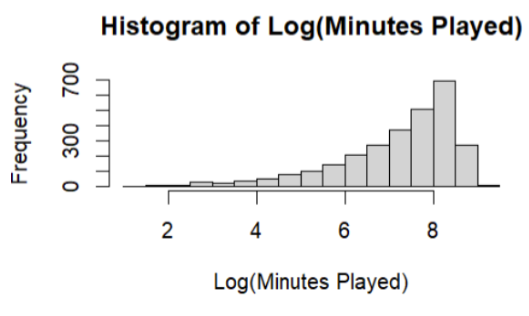 Histogram of Log(Minutes Played)
Frequency
700
300
0
2 4 6 8
Log(Minutes Played)